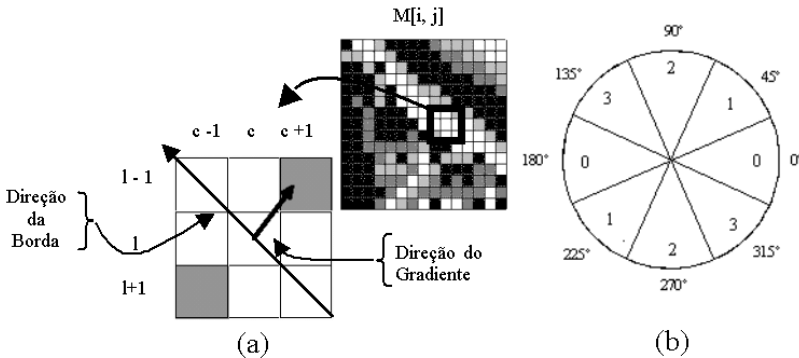 M[i, j]
c -1 c c +1
l - 1
l
l+1
Direção
da
Borda
Direção do
Gradiente
(a)
90°
135°
45°
180°
0°
225°
315°
270°
2
3
1
0
0
1
3
2
(b)